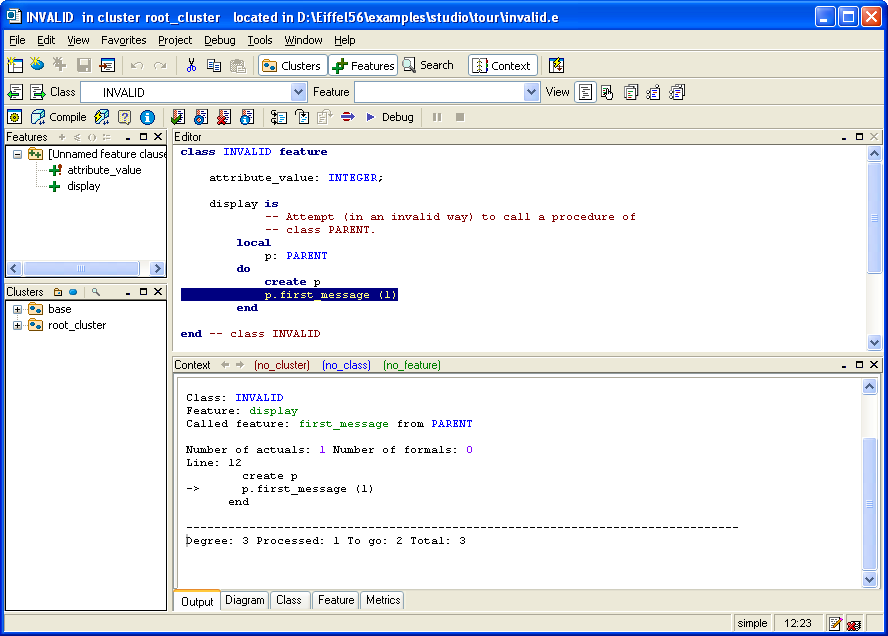 INVALID in cluster root_cluster located in D:\Eiffel56\examples\studio\tour\invalid.e
File Edit View Favorites Project Debug Tools Window Help
Clusters Features Search Context
Class INVALID Feature View
Compile Debug
Features
[Unnamed feature clause
attribute_value
display
Clusters
base
root_cluster
Editor
class INVALID feature
attribute_value: INTEGER;
display is
-- Attempt (in an invalid way) to call a procedure of
-- class PARENT.
local
p: PARENT
do
create p
p.first_message (1)
end
end -- class INVALID
Context (no_cluster) (no_class) (no_feature)
Class: INVALID
Feature: display
Called feature: first_message from PARENT
Number of actuals: 1 Number of formals: 0
Line: 12
create p
-> p.first_message (1)
end
-------------------------------------------------------------------------------
Degree: 3 Processed: 1 To go: 2 Total: 3
Output Diagram Class Feature Metrics
simple 12:23